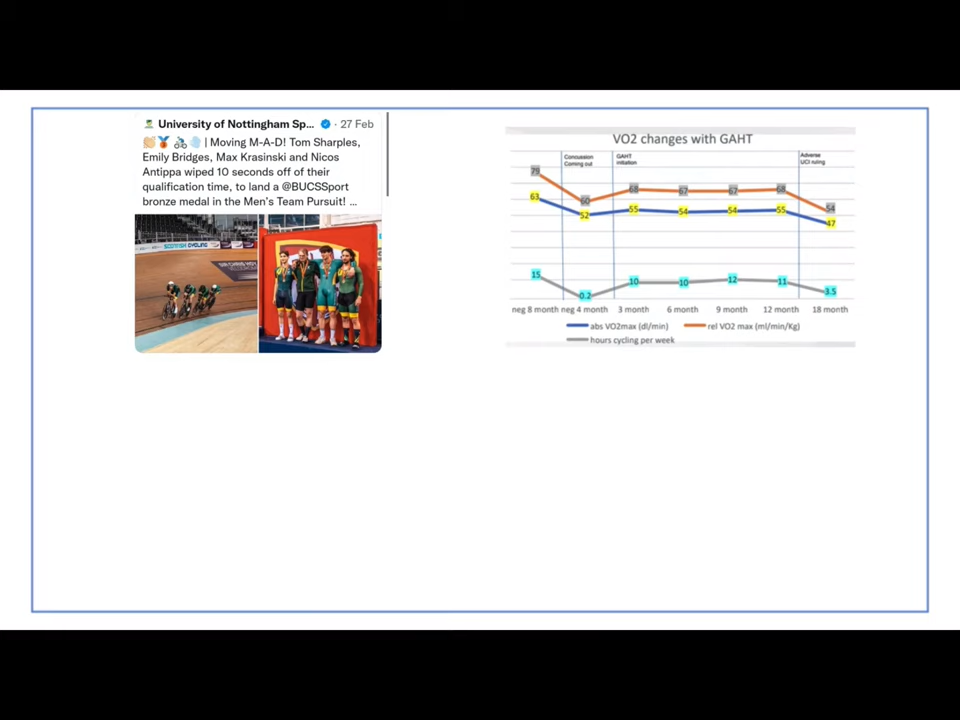 University of Nottingham Sp... · 27 Feb
| Moving M-A-D! Tom Sharples,
Emily Bridges, Max Krasinski and Nicos
Antippa wiped 10 seconds off of their
qualification time, to land a @BUCSSport
bronze medal in the Men's Team Pursuit! ...
SCOTTISH CYCLING
VO2 changes with GAHT
Concussion
Coming out
GAHT
initiation
Adverse
UCI ruling
60 68 67 67 68 54
63 52 55 54 54 55 47
15 0.2 10 10 12 11 3.5
neg 8 month neg 4 month 3 month 6 month 9 month 12 month 18 month
abs VO2max (dl/min) rel VO2 max (ml/min/Kg)
hours cycling per week